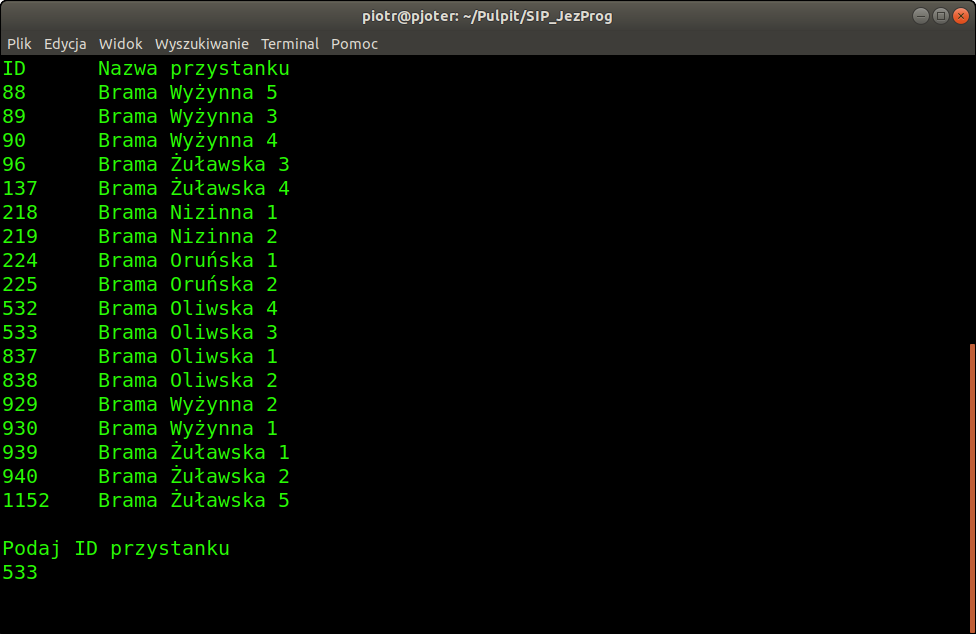 piotr@pjoter: ~/Pulpit/SIP_JezProg
Plik Edycja Widok Wyszukiwanie Terminal Pomoc
ID Nazwa przystanku
88 Brama Wyżynna 5
89 Brama Wyżynna 3
90 Brama Wyżynna 4
96 Brama Żuławska 3
137 Brama Żuławska 4
218 Brama Nizinna 1
219 Brama Nizinna 2
224 Brama Oruńska 1
225 Brama Oruńska 2
532 Brama Oliwska 4
533 Brama Oliwska 3
837 Brama Oliwska 1
838 Brama Oliwska 2
929 Brama Wyżynna 2
930 Brama Wyżynna 1
939 Brama Żuławska 1
940 Brama Żuławska 2
1152 Brama Żuławska 5
Podaj ID przystanku
533